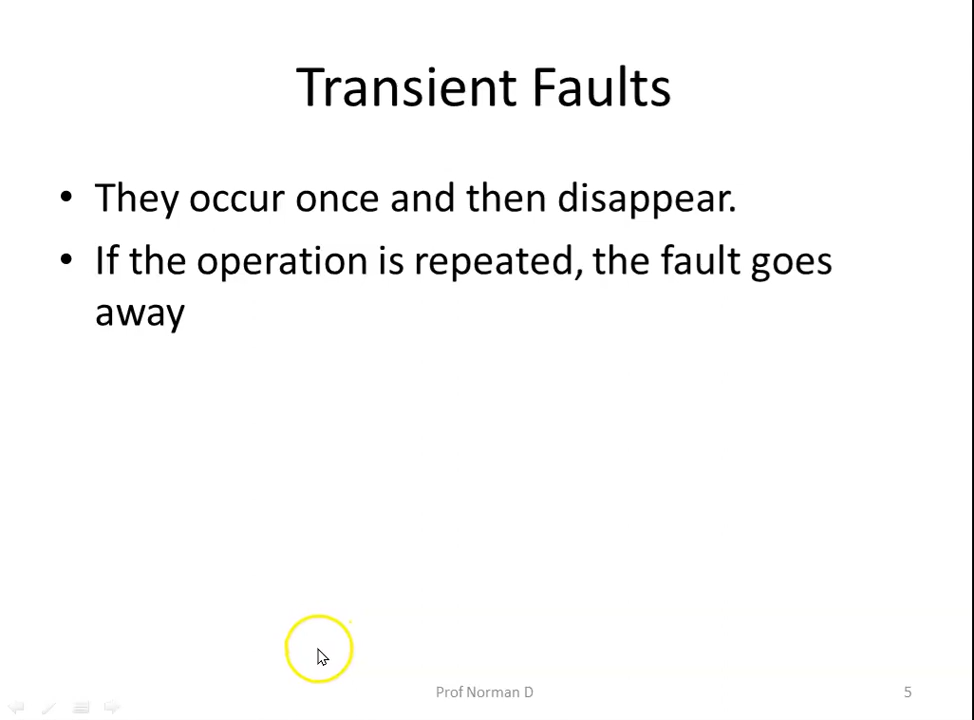 Transient Faults
• They occur once and then disappear.
• If the operation is repeated, the fault goes
away
Prof Norman D
5